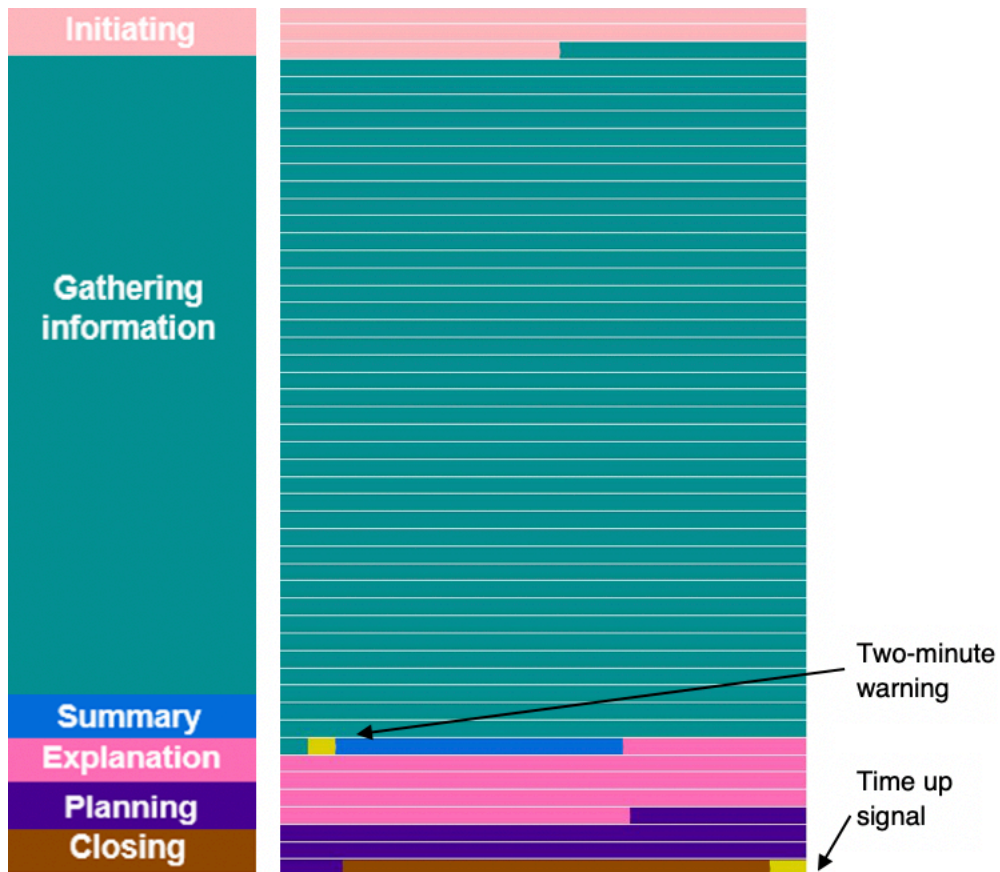 Initiating
Gathering
information
Summary
Explanation
Planning
Closing
Two-minute
warning
Time up
signal